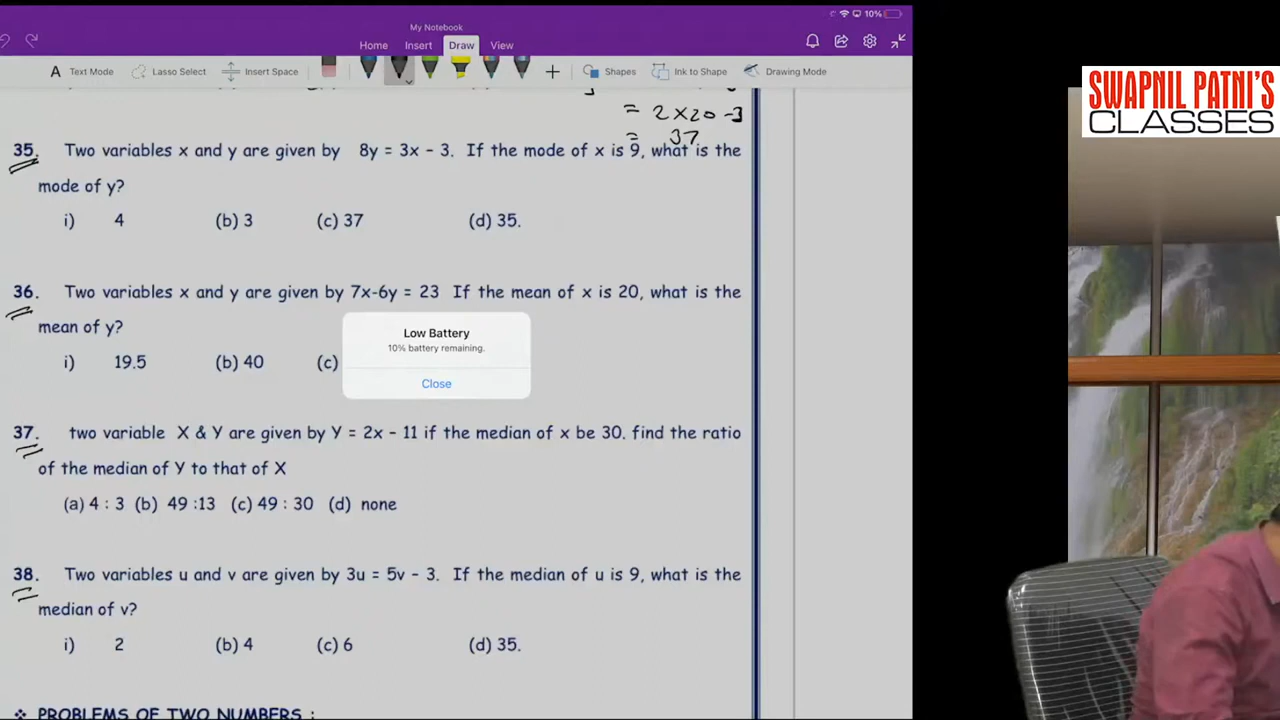 10%
My Notebook
Home Insert Draw View
Text Mode Lasso Select Insert Space Shapes Ink to Shape Drawing Mode
= 2 x 20 - 3
= 37
35. Two variables x and y are given by 8y = 3x - 3. If the mode of x is 9, what is the
mode of y?
i) 4 (b) 3 (c) 37 (d) 35.
36. Two variables x and y are given by 7x-6y = 23 If the mean of x is 20, what is the
mean of y?
i) 19.5 (b) 40 (c)
Low Battery
10% battery remaining.
Close
37. two variable X & Y are given by Y = 2x - 11 if the median of x be 30. find the ratio
of the median of Y to that of X
(a) 4 : 3 (b) 49 :13 (c) 49 : 30 (d) none
38. Two variables u and v are given by 3u = 5v - 3. If the median of u is 9, what is the
median of v?
i) 2 (b) 4 (c) 6 (d) 35.
❖ PROBLEMS OF TWO NUMBERS :
SWAPNIL PATNI'S
CLASSES